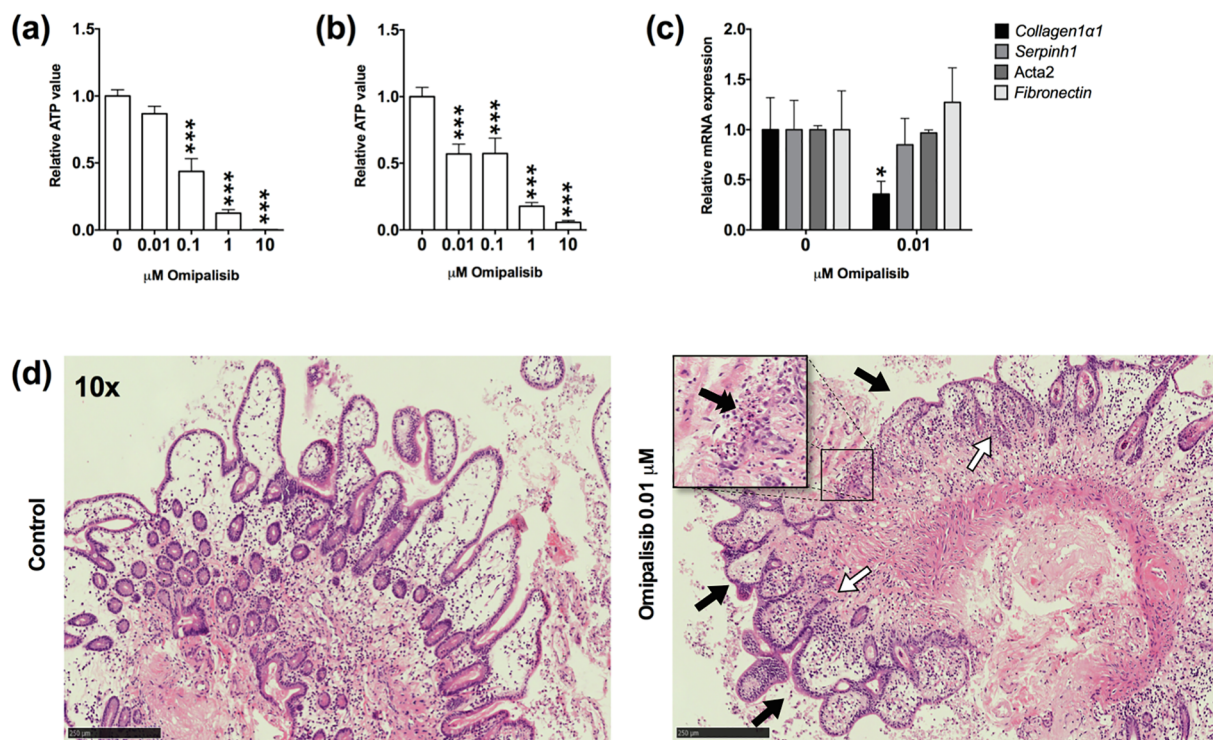 (a)
1.5
1.0
0.5
0.0
Relative ATP value
***
***
***
0 0.01 0.1 1 10
μM Omipalisib
(b)
1.5
1.0
0.5
0.0
Relative ATP value
***
***
***
***
0 0.01 0.1 1 10
μM Omipalisib
(c)
2.0
1.5
1.0
0.5
0.0
Relative mRNA expression
*
0 0.01
μM Omipalisib
Collagen1α1
Serpinh1
Acta2
Fibronectin
(d)
Control
10x
250 μm
Omipalisib 0.01 μM
250 μm